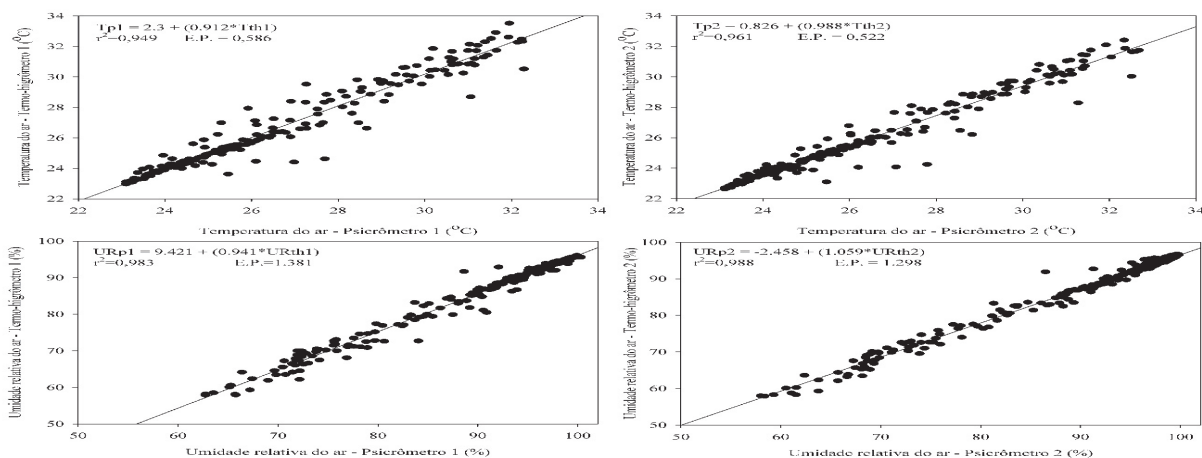 Tp1 = 2.3 + (0.912*Tth1)
r²=0,949 E.P. = 0,586
Temperatura do ar - Termo-higrômetro 1 (°C)
34
32
30
28
26
24
22
22 24 26 28 30 32 34
Temperatura do ar - Psicrômetro 1 (°C)
Tp2 = 0.826 + (0.988*Tth2)
r²=0,961 E.P. = 0,522
Temperatura do ar - Termo-higrômetro 2 (°C)
34
32
30
28
26
24
22
22 24 26 28 30 32 34
Temperatura do ar - Psicrômetro 2 (°C)
URp1 = 9.421 + (0.941*URth1)
r²=0,983 E.P.=1.381
Umidade relativa do ar - Termo-higrômetro 1 (%)
100
90
80
70
60
50
50 60 70 80 90 100
Umidade relativa do ar - Psicrômetro 1 (%)
URp2 = -2.458 + (1.059*URth2)
r²=0,988 E.P. = 1.298
Umidade relativa do ar - Termo-higrômetro 2 (%)
100
90
80
70
60
50
50 60 70 80 90 100
Umidade relativa do ar - Psicrômetro 2 (%)